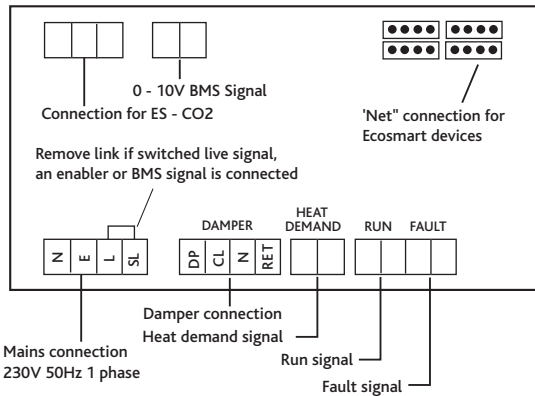 0 - 10V BMS Signal
Connection for ES - CO2
'Net" connection for
Ecosmart devices
Remove link if switched live signal,
an enabler or BMS signal is connected
DAMPER
HEAT
DEMAND
RUN
FAULT
N E L SL
DP CL N RET
Damper connection
Heat demand signal
Mains connection
230V 50Hz 1 phase
Run signal
Fault signal